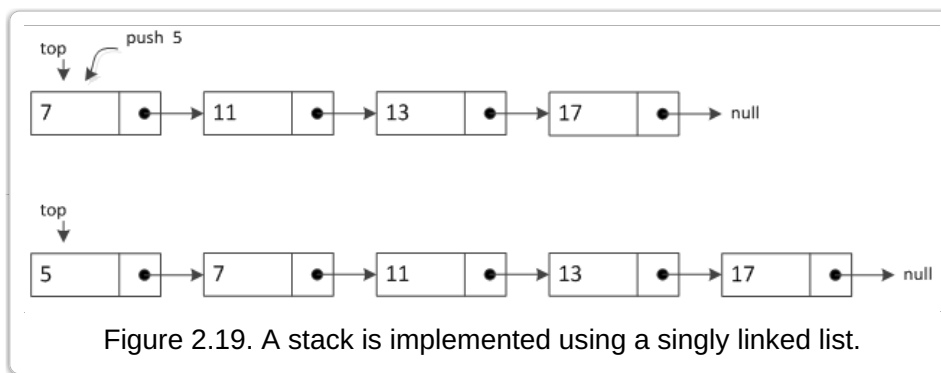 push 5
top
7 11 13 17 null
top
5 7 11 13 17 null
Figure 2.19. A stack is implemented using a singly linked list.